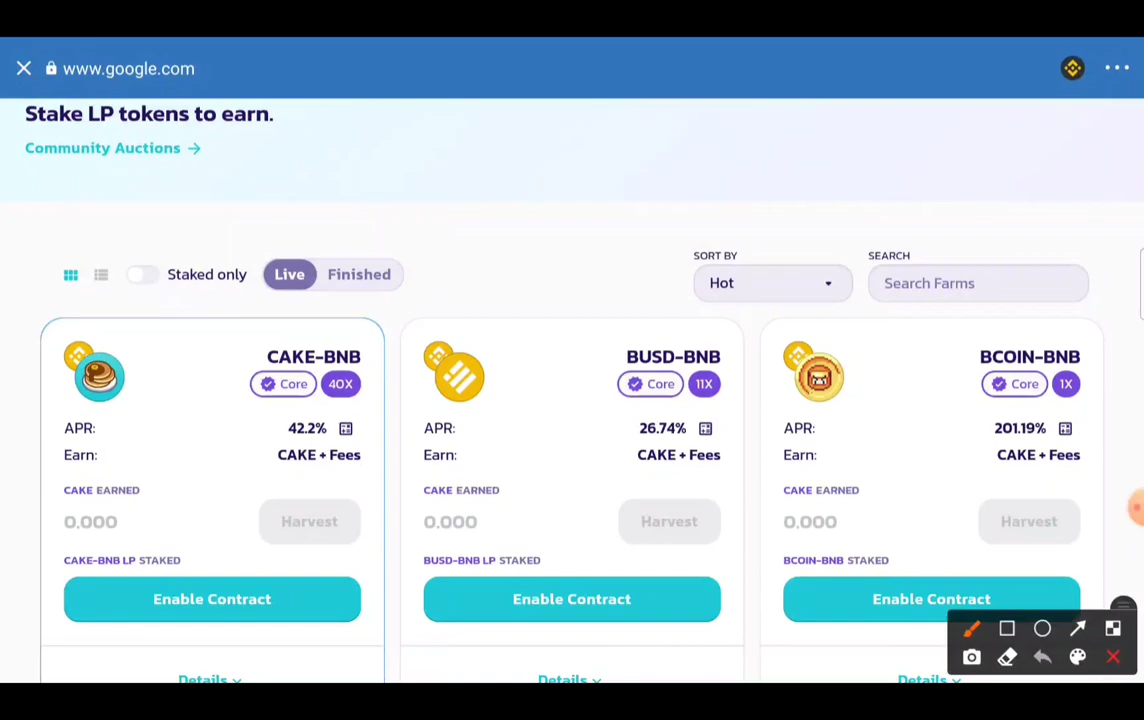 www.google.com
Stake LP tokens to earn.
Community Auctions →
Staked only
Live Finished
SORT BY
Hot
SEARCH
Search Farms
CAKE-BNB
Core 40X
APR: 42.2%
Earn: CAKE + Fees
CAKE EARNED
0.000 Harvest
CAKE-BNB LP STAKED
Enable Contract
Details
BUSD-BNB
Core 11X
APR: 26.74%
Earn: CAKE + Fees
CAKE EARNED
0.000 Harvest
BUSD-BNB LP STAKED
Enable Contract
Details
BCOIN-BNB
Core 1X
APR: 201.19%
Earn: CAKE + Fees
CAKE EARNED
0.000 Harvest
BCOIN-BNB STAKED
Enable Contract
Details